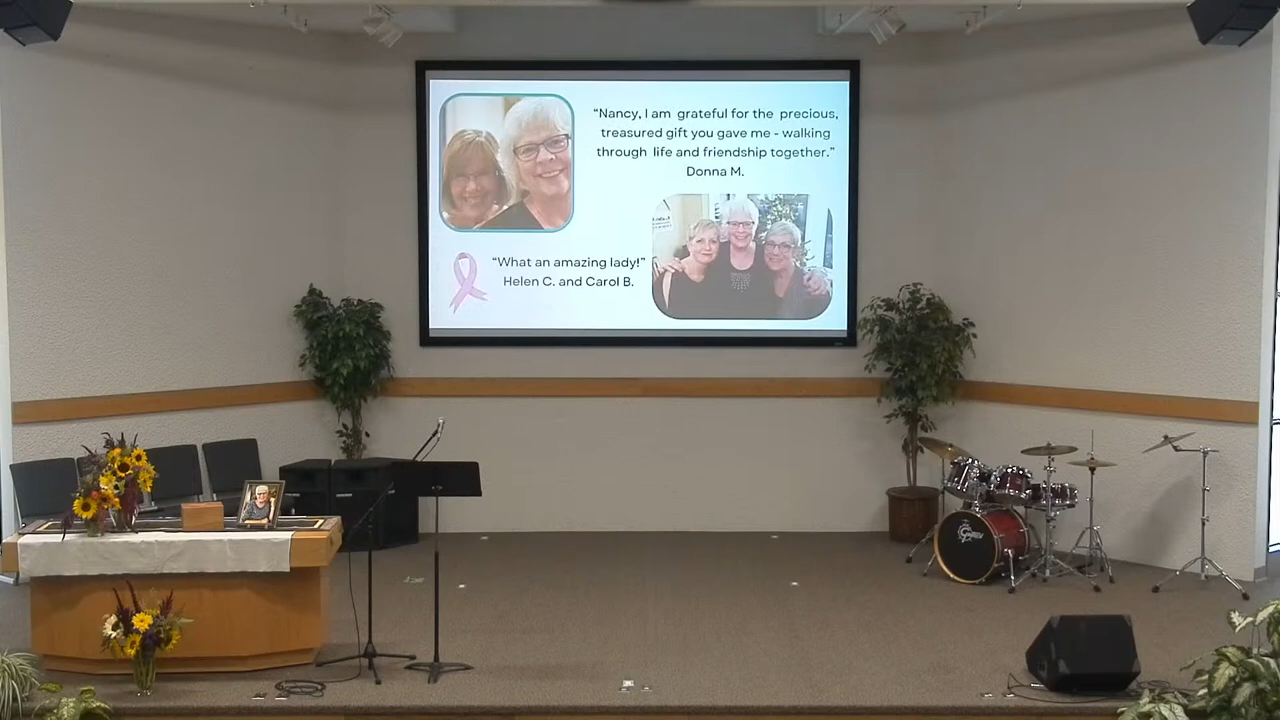 “Nancy, I am grateful for the precious,
treasured gift you gave me - walking
through life and friendship together.”
Donna M.
“What an amazing lady!”
Helen C. and Carol B.
Gretsch